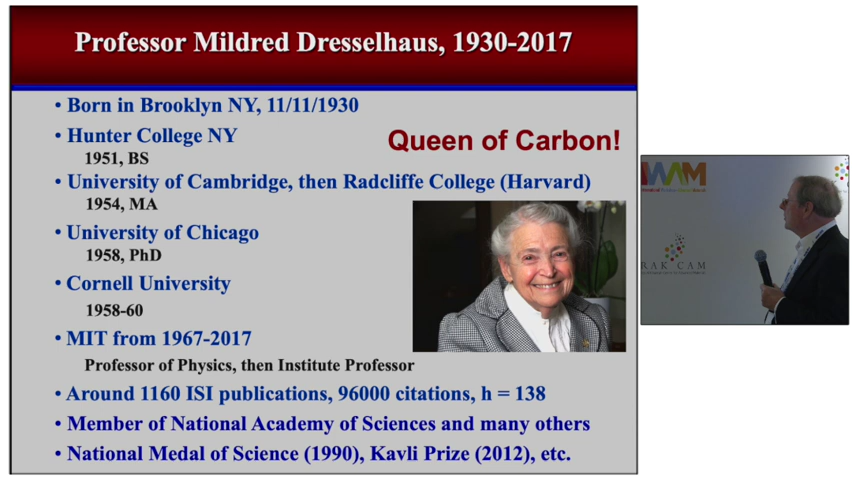 Professor Mildred Dresselhaus, 1930-2017
• Born in Brooklyn NY, 11/11/1930
• Hunter College NY
1951, BS
Queen of Carbon!
• University of Cambridge, then Radcliffe College (Harvard)
1954, MA
• University of Chicago
1958, PhD
• Cornell University
1958-60
• MIT from 1967-2017
Professor of Physics, then Institute Professor
• Around 1160 ISI publications, 96000 citations, h = 138
• Member of National Academy of Sciences and many others
• National Medal of Science (1990), Kavli Prize (2012), etc.
WAM
RAK CAM